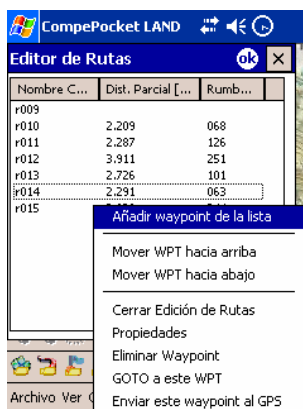 CompePocket LAND
Editor de Rutas ok
Nombre C... Dist. Parcial [... Rumb...
r009
r010 2.209 068
r011 2.287 126
r012 3.911 251
r013 2.726 101
r014 2.291 063
r015
Añadir waypoint de la lista
Mover WPT hacia arriba
Mover WPT hacia abajo
Cerrar Edición de Rutas
Propiedades
Eliminar Waypoint
GOTO a este WPT
Enviar este waypoint al GPS
Archivo Ver